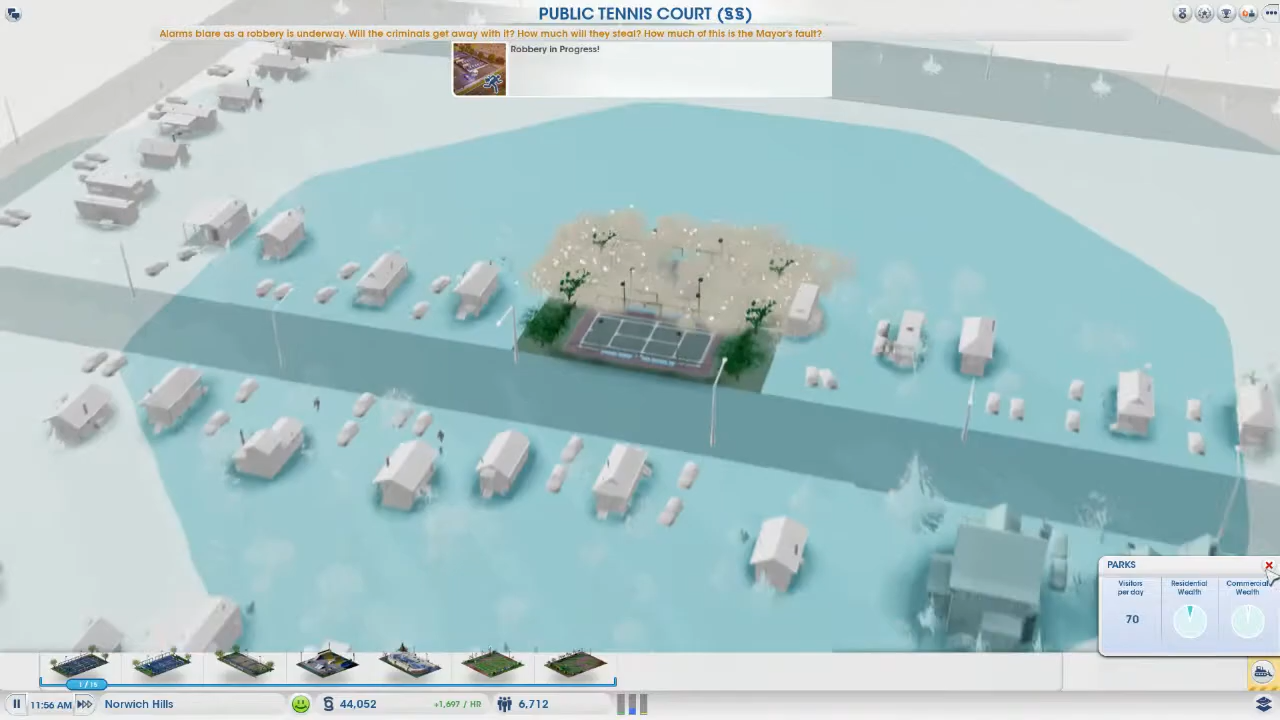 PUBLIC TENNIS COURT (§§)
Alarms blare as a robbery is underway. Will the criminals get away with it? How much will they steal? How much of this is the Mayor's fault?
Robbery in Progress!
PARKS
Visitors per day
Residential Wealth
Commercial Wealth
70
1 / 15
11:56 AM
Norwich Hills
44,052
+1,697 / HR
6,712